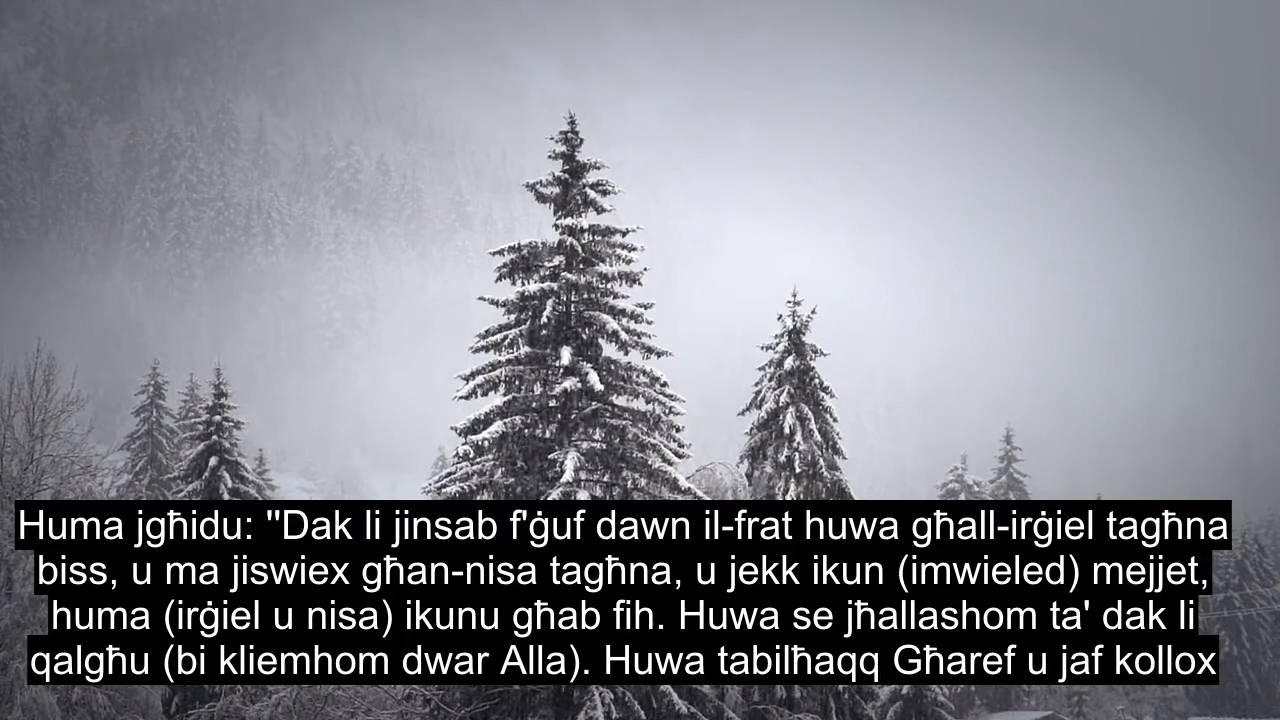 Huma jgħidu: "Dak li jinsab f'ġuf dawn il-frat huwa għall-irġiel tagħna
biss, u ma jiswiex għan-nisa tagħna, u jekk ikun (imwieled) mejjet,
huma (irġiel u nisa) ikunu għab fih. Huwa se jħallashom ta' dak li
qalgħu (bi kliemhom dwar Alla). Huwa tabilħaqq Għaref u jaf kollox